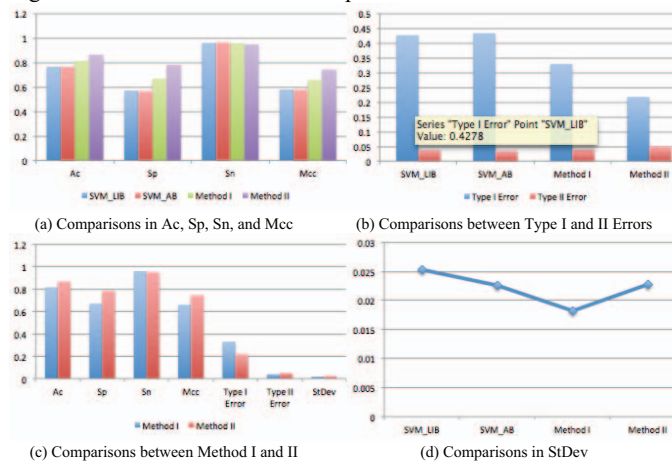 1.2
1
0.8
0.6
0.4
0.2
0
Ac Sp Sn Mcc
SVM_LIB SVM_AB Method I Method II
(a) Comparisons in Ac, Sp, Sn, and Mcc
0.5
0.45
0.4
0.35
0.3
0.25
0.2
0.15
0.1
0.05
0
Series "Type I Error" Point "SVM_LIB"
Value: 0.4278
SVM_LIB SVM_AB Method I Method II
Type I Error Type II Error
(b) Comparisons between Type I and II Errors
1.2
1
0.8
0.6
0.4
0.2
0
Ac Sp Sn Mcc Type I Error Type II Error StDev
Method I Method II
(c) Comparisons between Method I and II
0.03
0.025
0.02
0.015
0.01
0.005
0
SVM_LIB SVM_AB Method I Method II
(d) Comparisons in StDev